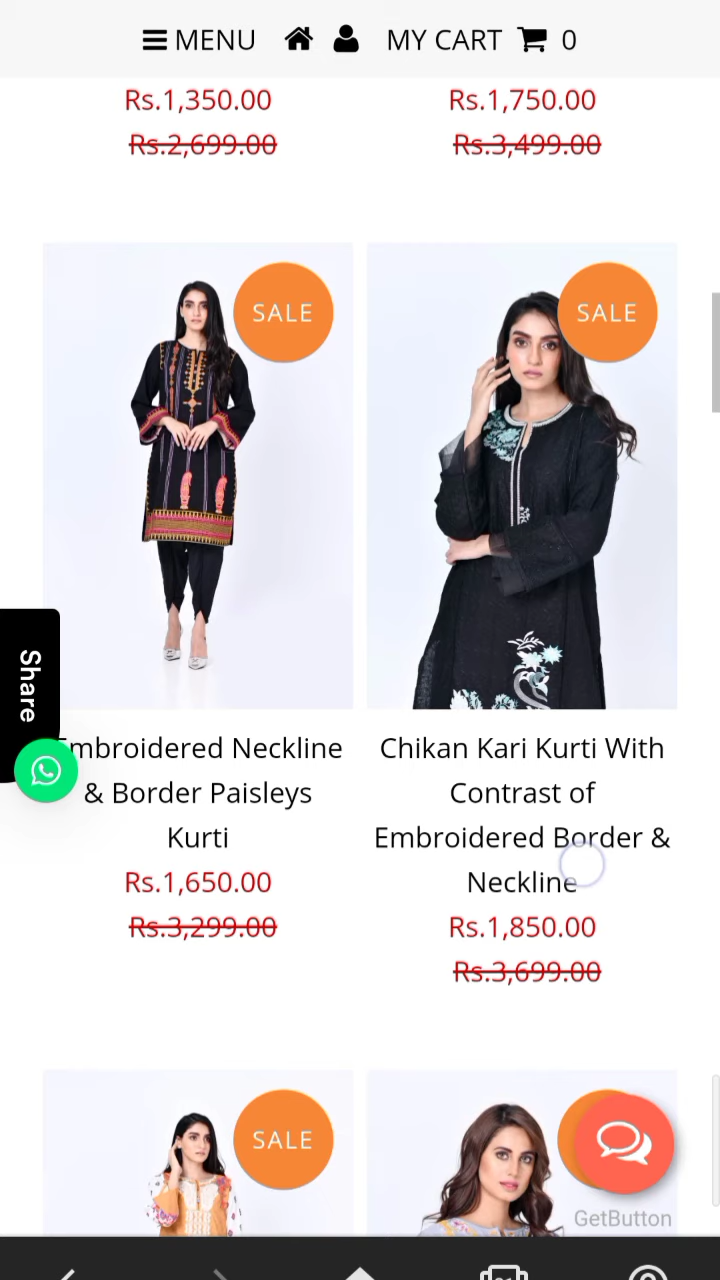 MENU MY CART 0
Rs.1,350.00
Rs.2,699.00
Rs.1,750.00
Rs.3,499.00
SALE
SALE
Share
Embroidered Neckline
& Border Paisleys
Kurti
Rs.1,650.00
Rs.3,299.00
Chikan Kari Kurti With
Contrast of
Embroidered Border &
Neckline
Rs.1,850.00
Rs.3,699.00
SALE
GetButton